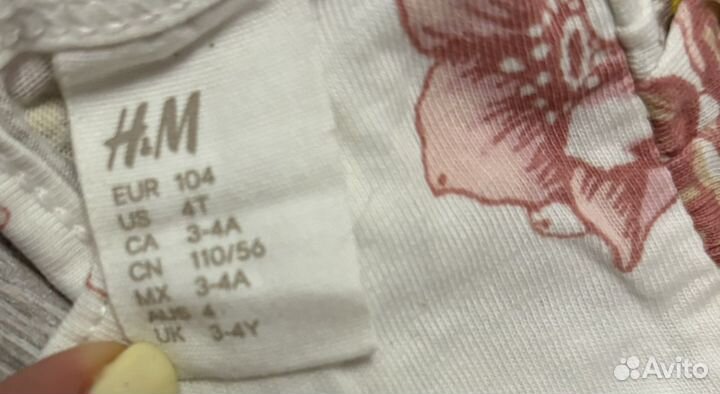 H&M
EUR 104
US 4T
CA 3-4A
CN 110/56
MX 3-4A
AUS 4
UK 3-4Y
Avito